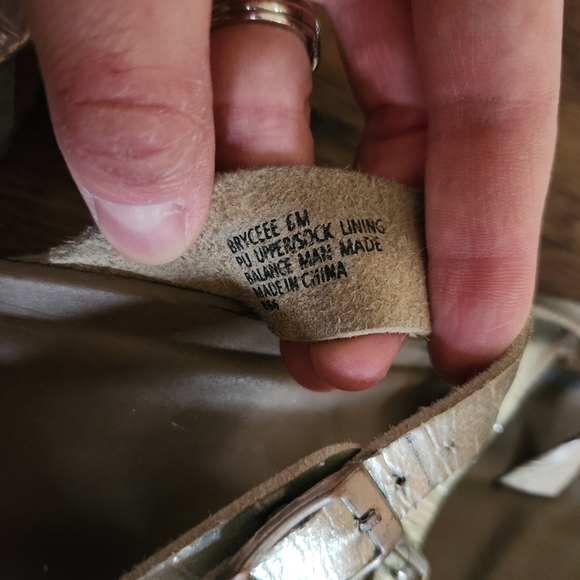 BRYCEEE 6M
PU UPPER/SOCK LINING
BALANCE MAN MADE
MADE IN CHINA